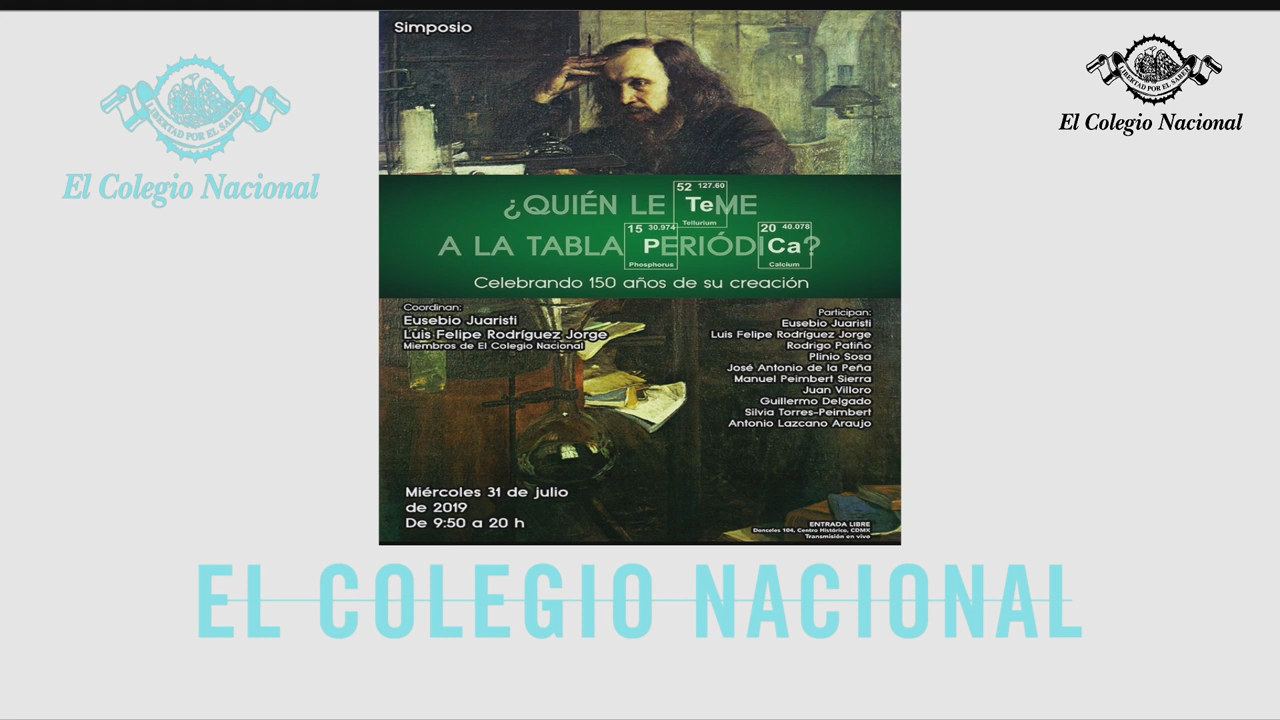 Simposio
LIBERTAD POR EL SABER
El Colegio Nacional
LIBERTAD POR EL SABER
El Colegio Nacional
52 127.60
¿QUIÉN LE TeME
Tellurium
15 30.974 20 40.078
A LA TABLA PERIÓDICa?
Phosphorus Calcium
Celebrando 150 años de su creación
Coordinan:
Eusebio Juaristi
Luis Felipe Rodríguez Jorge
Miembros de El Colegio Nacional
Participan:
Eusebio Juaristi
Luis Felipe Rodríguez Jorge
Rodrigo Patiño
Plinio Sosa
José Antonio de la Peña
Manuel Peimbert Sierra
Juan Villoro
Guillermo Delgado
Silvia Torres-Peimbert
Antonio Lazcano Araujo
Miércoles 31 de julio
de 2019
De 9:50 a 20 h
ENTRADA LIBRE
Donceles 104, Centro Histórico, CDMX
Transmisión en vivo
EL COLEGIO NACIONAL